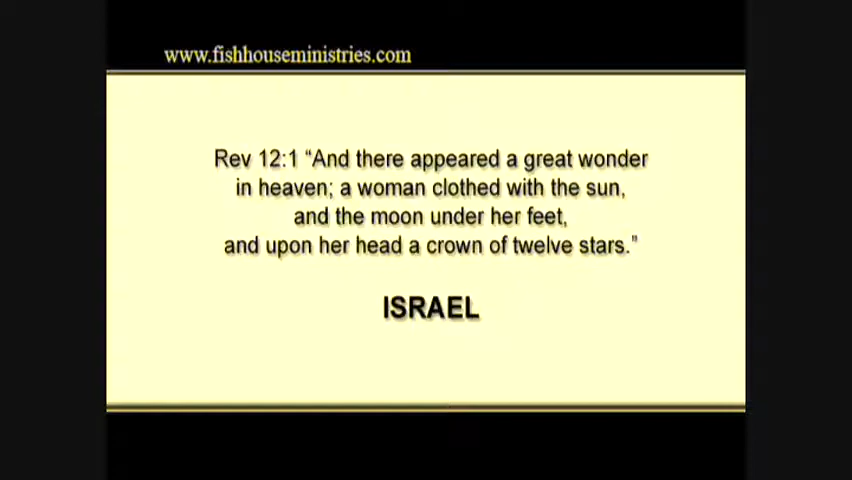 www.fishhouseministries.com
Rev 12:1 “And there appeared a great wonder
in heaven; a woman clothed with the sun,
and the moon under her feet,
and upon her head a crown of twelve stars.”
ISRAEL